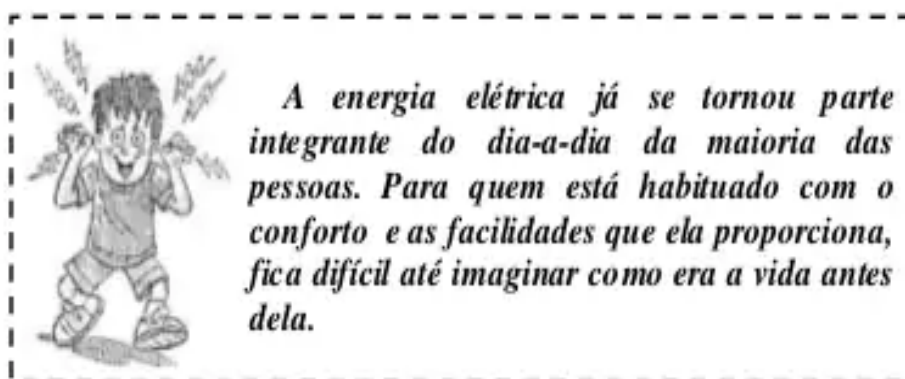 A energia elétrica já se tornou parte
integrante do dia-a-dia da maioria das
pessoas. Para quem está habituado com o
conforto e as facilidades que ela proporciona,
fica difícil até imaginar como era a vida antes
dela.